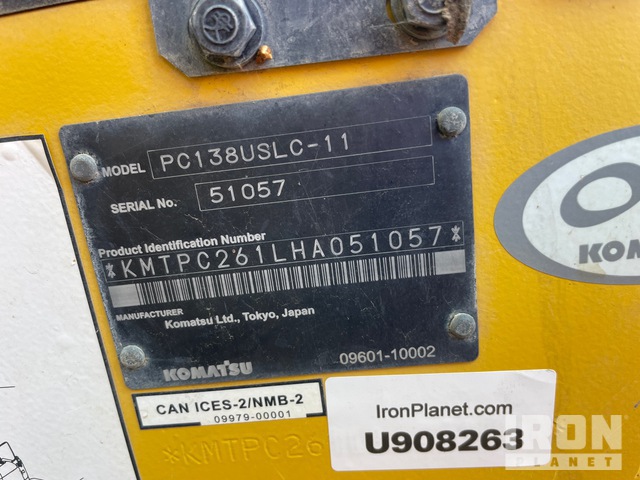 MODEL PC138USLC-11
SERIAL No. 51057
Product Identification Number
*KMTPC261LHA051057*
MANUFACTURER
Komatsu Ltd., Tokyo, Japan
KOMATSU 09601-10002
CAN ICES-2/NMB-2
09979-00001
IronPlanet.com
U908263
*KMTPC26
KOM
IRON
PLANET